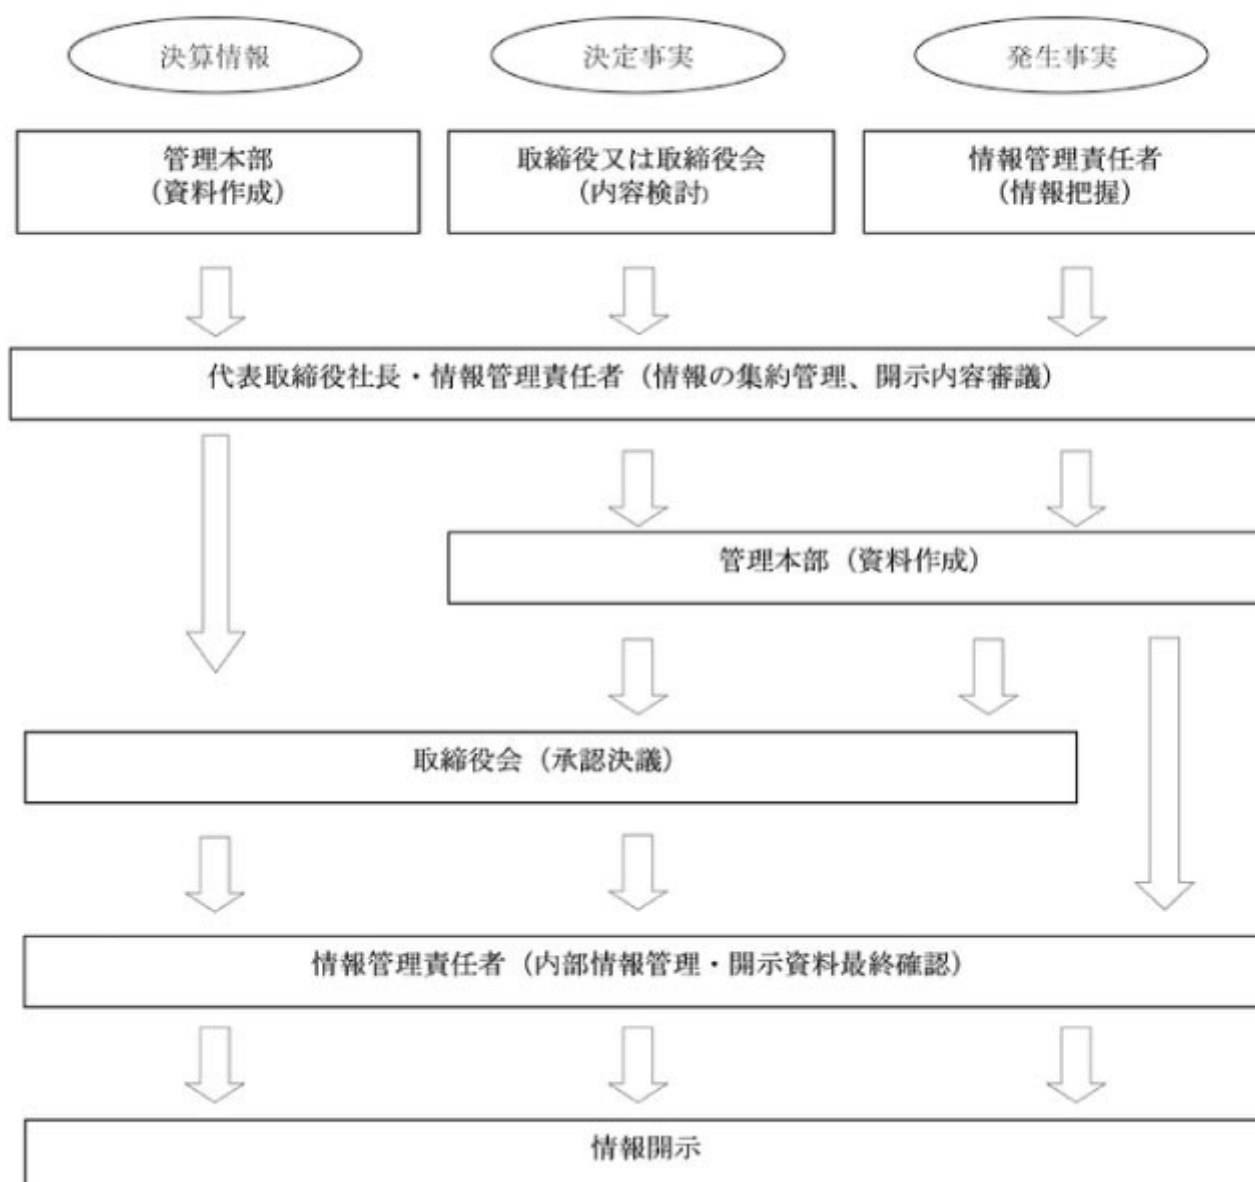 決算情報
決定事実
発生事実
管理本部
(資料作成)
取締役又は取締役会
(内容検討)
情報管理責任者
(情報把握)
代表取締役社長・情報管理責任者（情報の集約管理、開示内容審議）
管理本部（資料作成）
取締役会（承認決議）
情報管理責任者（内部情報管理・開示資料最終確認）
情報開示